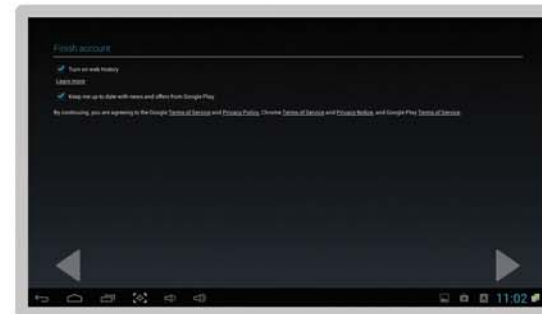 Finish account
Turn on web history
Learn more
Keep me up to date with news and offers from Google Play
By continuing, you are agreeing to the Google Terms of Service and Privacy Policy, Chrome Terms of Service and Privacy Notice, and Google Play Terms of Service.
11:02